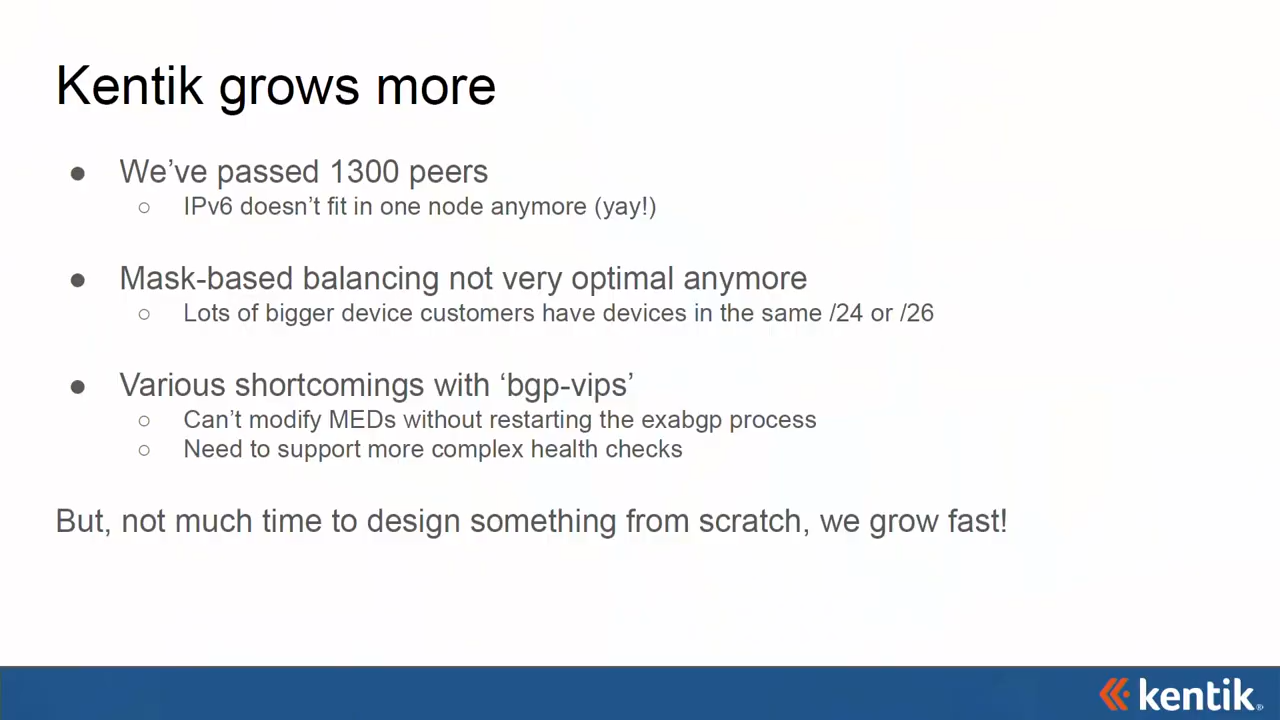 Kentik grows more
● We’ve passed 1300 peers
○ IPv6 doesn’t fit in one node anymore (yay!)
● Mask-based balancing not very optimal anymore
○ Lots of bigger device customers have devices in the same /24 or /26
● Various shortcomings with ‘bgp-vips’
○ Can’t modify MEDs without restarting the exabgp process
○ Need to support more complex health checks
But, not much time to design something from scratch, we grow fast!
kentik®